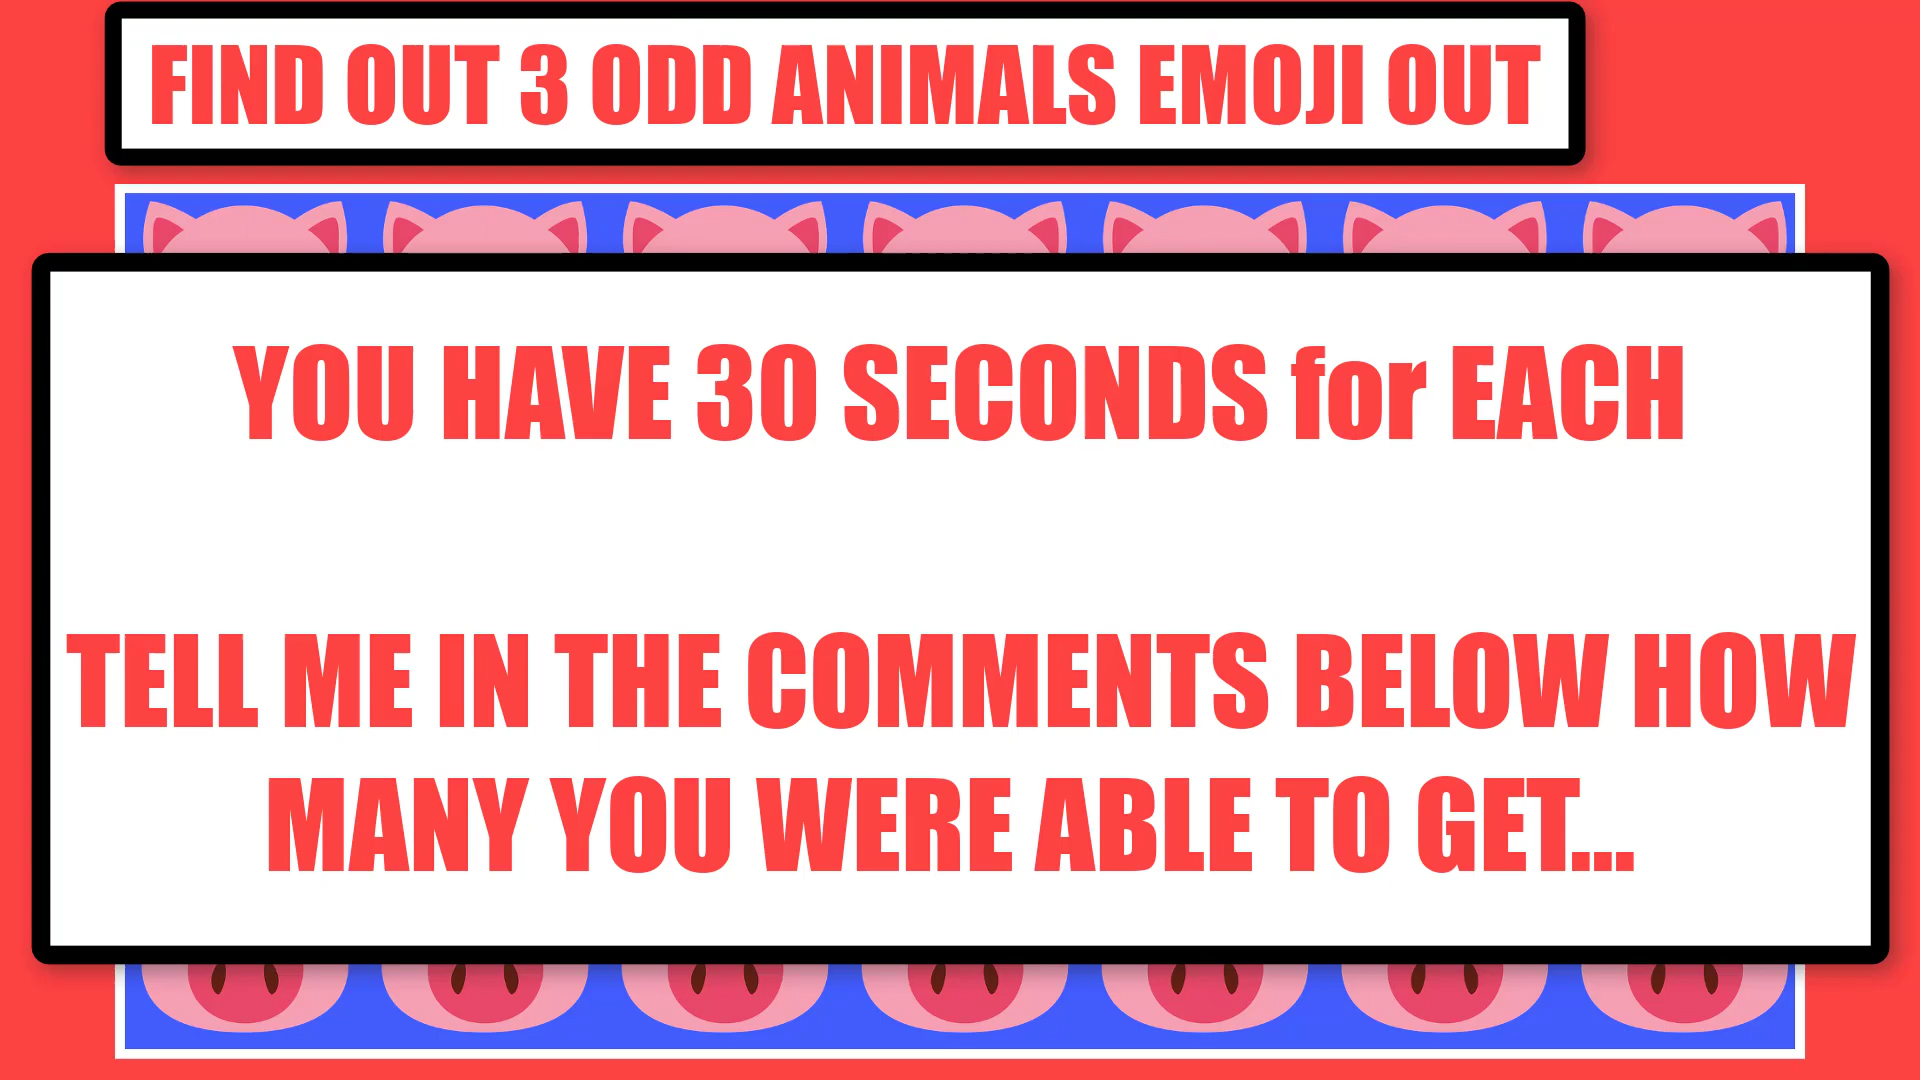 FIND OUT 3 ODD ANIMALS EMOJI OUT
YOU HAVE 30 SECONDS for EACH
TELL ME IN THE COMMENTS BELOW HOW
MANY YOU WERE ABLE TO GET...